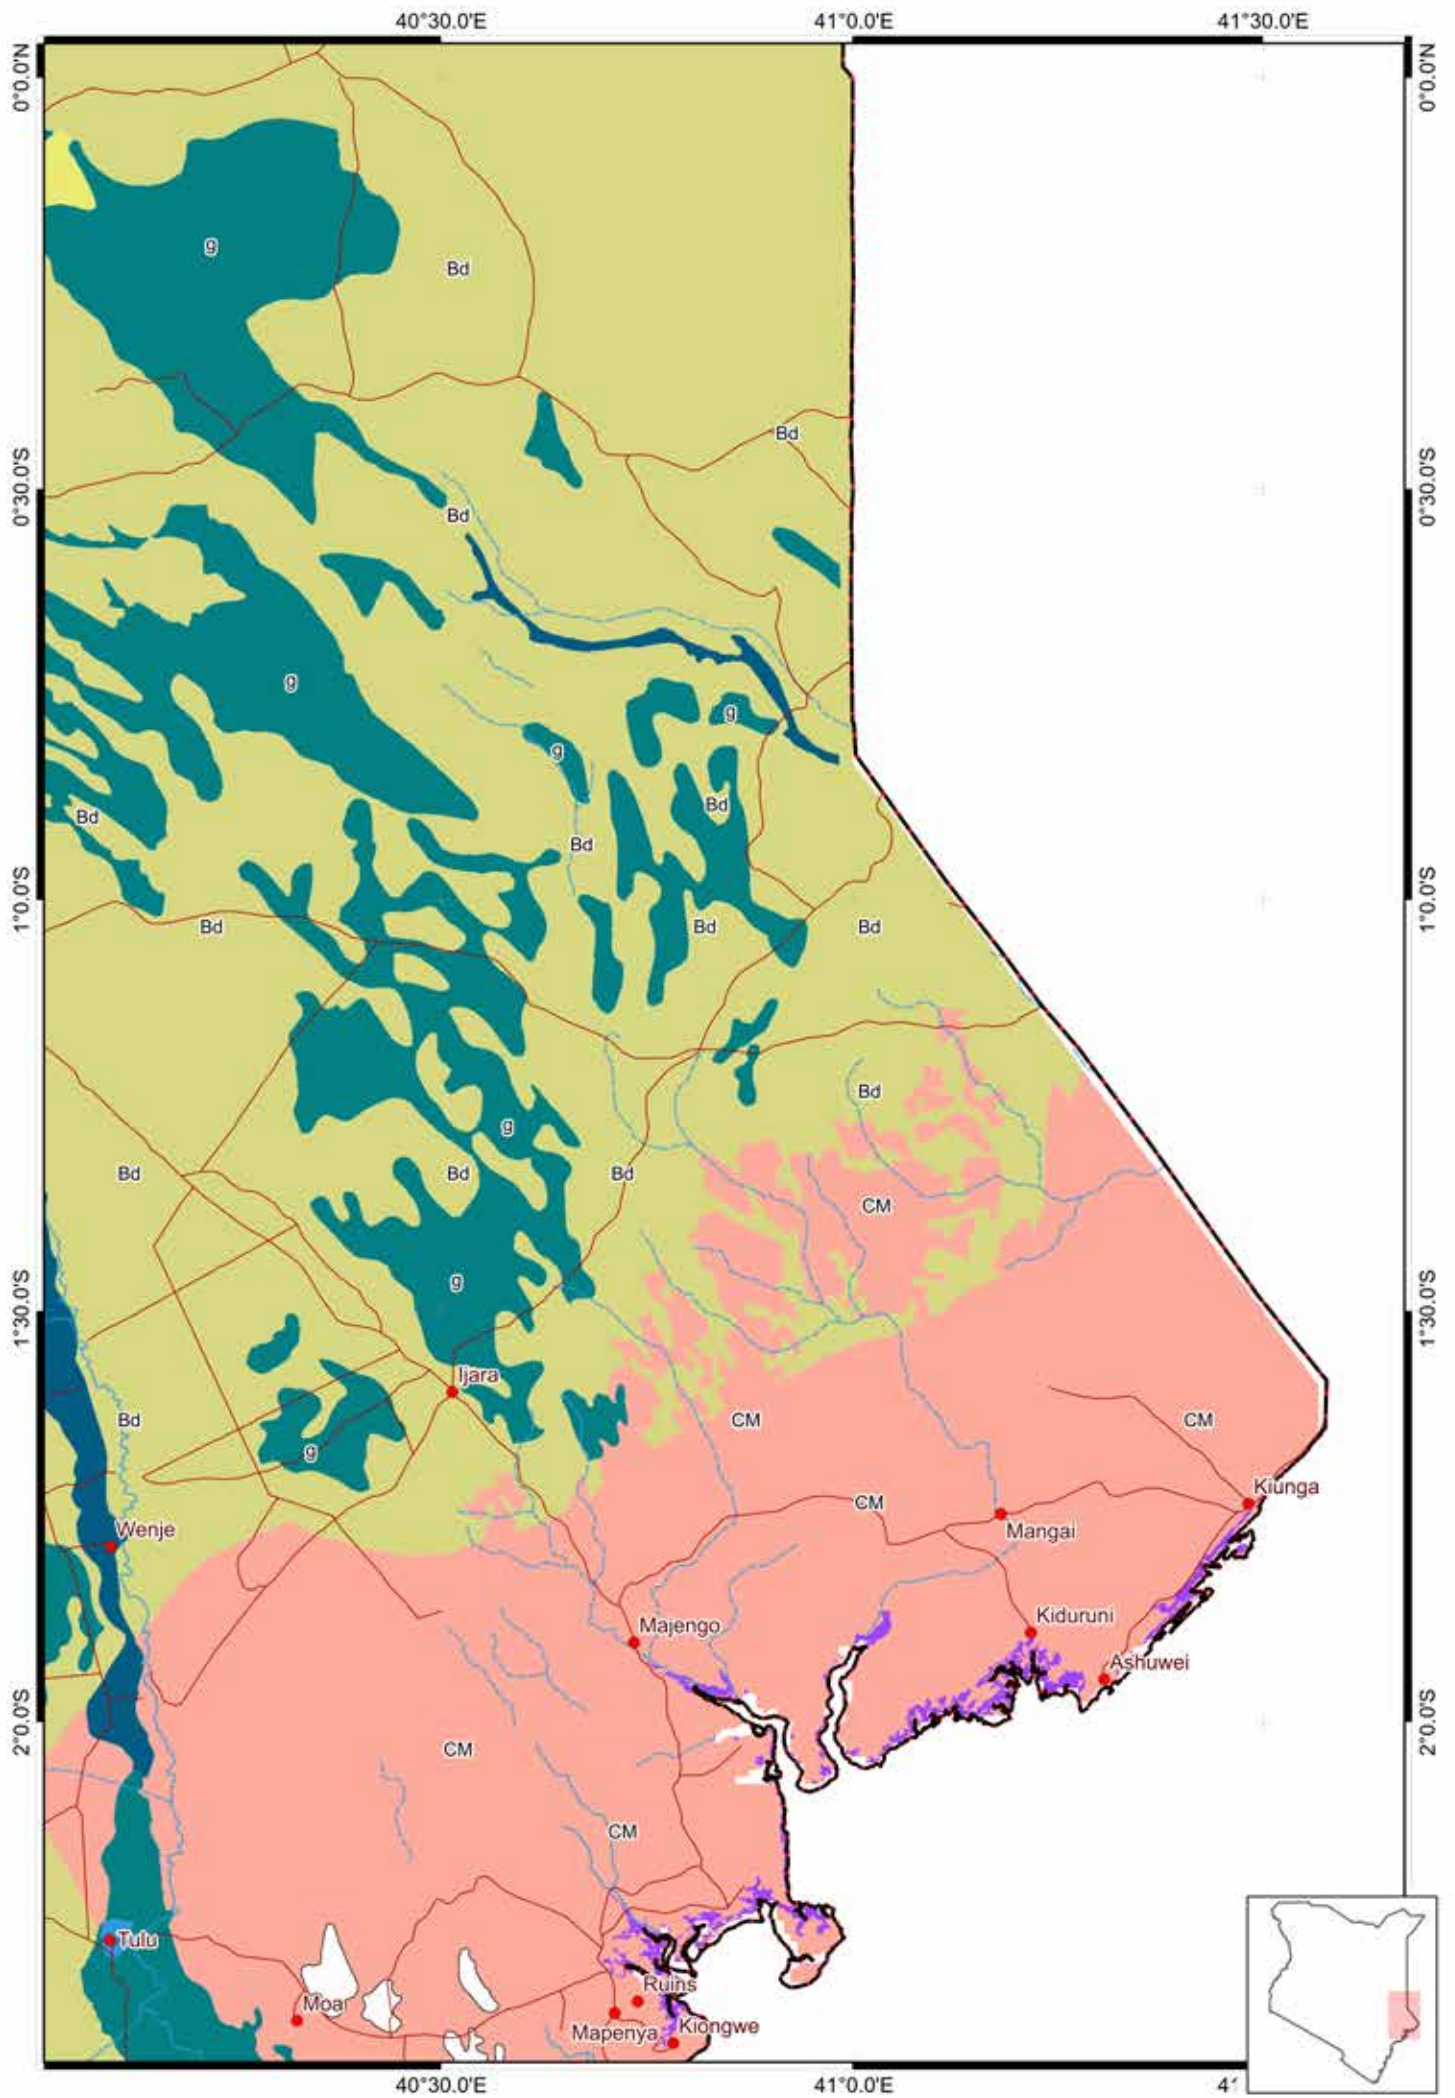 40°30.0'E
41°0.0'E
41°30.0'E
0°0.0'N
0°0.0'N
g
Bd
Bd
0°30.0'S
0°30.0'S
Bd
g
g
g
Bd
Bd
Bd
1°0.0'S
1°0.0'S
Bd
Bd
Bd
Bd
g
Bd
Bd
Bd
CM
g
1°30.0'S
1°30.0'S
Ijara
Bd
CM
CM
g
Kiunga
CM
Wenje
Mangai
Kiduruni
Majengo
Ashuwei
2°0.0'S
2°0.0'S
CM
CM
Tulu
Ruins
Moa
Mapenya
Kiongwe
40°30.0'E
41°0.0'E